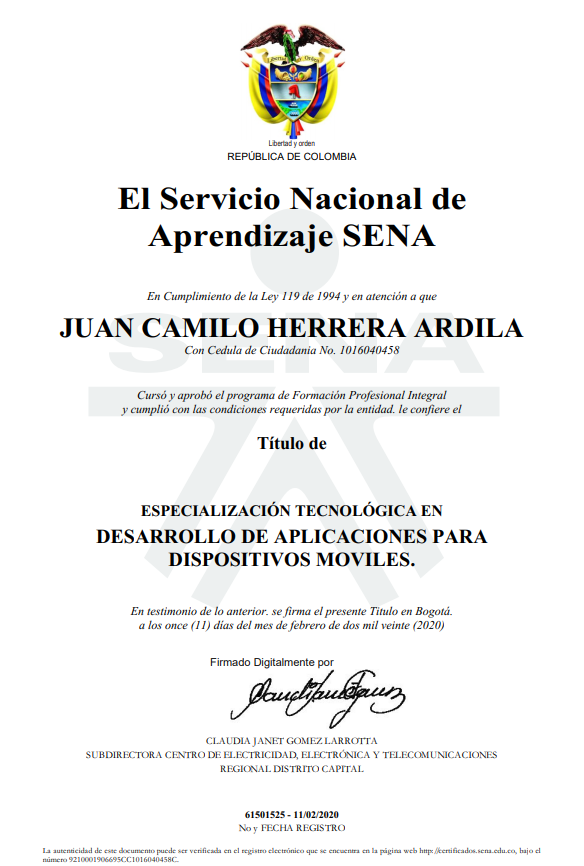 Libertad y Orden
Libertad y orden
REPÚBLICA DE COLOMBIA
El Servicio Nacional de
Aprendizaje SENA
En Cumplimiento de la Ley 119 de 1994 y en atención a que
SENA
JUAN CAMILO HERRERA ARDILA
Con Cedula de Ciudadania No. 1016040458
Cursó y aprobó el programa de Formación Profesional Integral
y cumplió con las condiciones requeridas por la entidad. le confiere el
Título de
ESPECIALIZACIÓN TECNOLÓGICA EN
DESARROLLO DE APLICACIONES PARA
DISPOSITIVOS MOVILES.
En testimonio de lo anterior. se firma el presente Titulo en Bogotá.
a los once (11) días del mes de febrero de dos mil veinte (2020)
Firmado Digitalmente por
CLAUDIA JANET GOMEZ LARROTTA
SUBDIRECTORA CENTRO DE ELECTRICIDAD, ELECTRÓNICA Y TELECOMUNICACIONES
REGIONAL DISTRITO CAPITAL
61501525 - 11/02/2020
No y FECHA REGISTRO
La autenticidad de este documento puede ser verificada en el registro electrónico que se encuentra en la página web http://certificados.sena.edu.co, bajo el
número 9210001906695CC1016040458C.